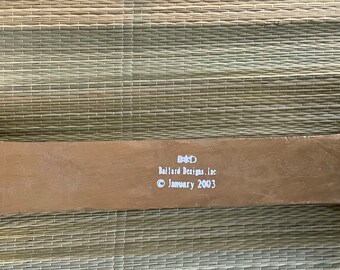 B*D
Ballard Designs, inc
© January 2003